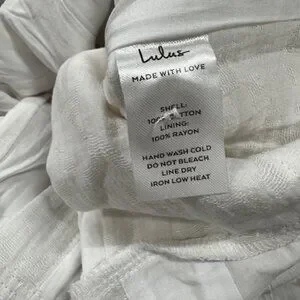 Lulus
MADE WITH LOVE
SHELL:
100% COTTON
LINING:
100% RAYON
HAND WASH COLD
DO NOT BLEACH
LINE DRY
IRON LOW HEAT